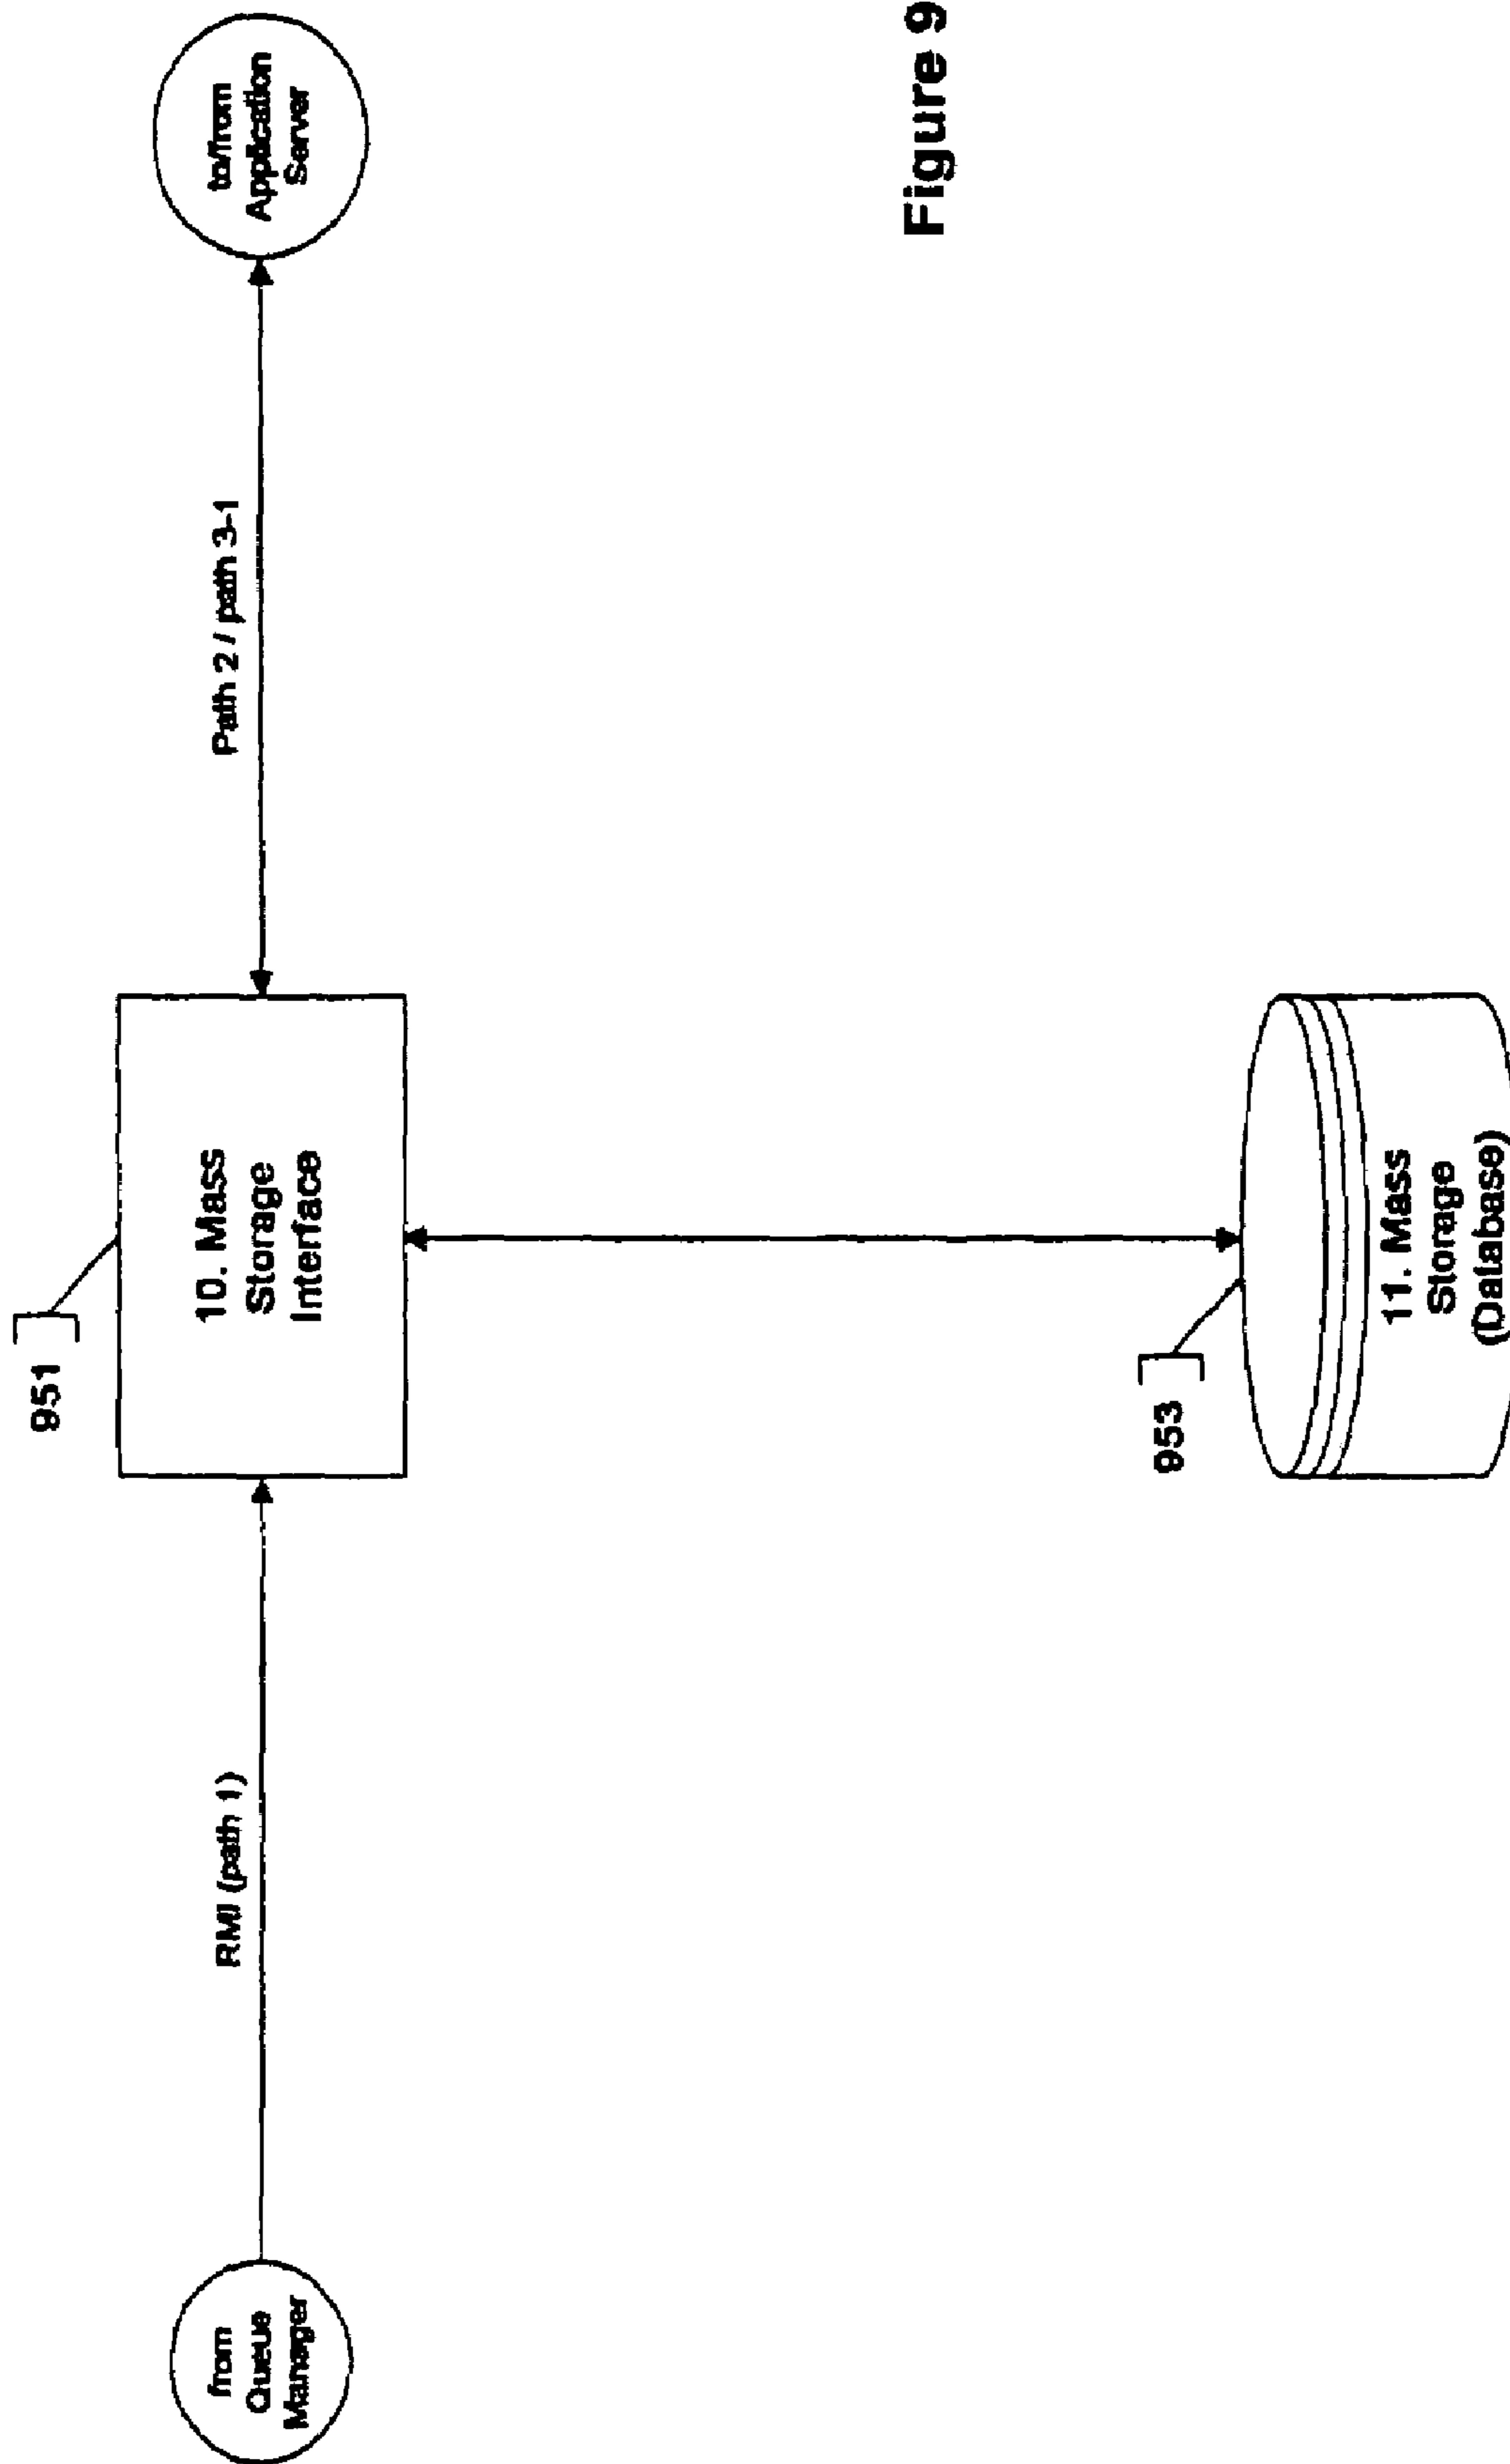 951
10. Mass
Storage
Interface
from
Queue
Manager
RMI (path 1)
Path 2 / path 3-1
to/from
Application
Server
953
11. Mass
Storage
(Database)
Figure 9